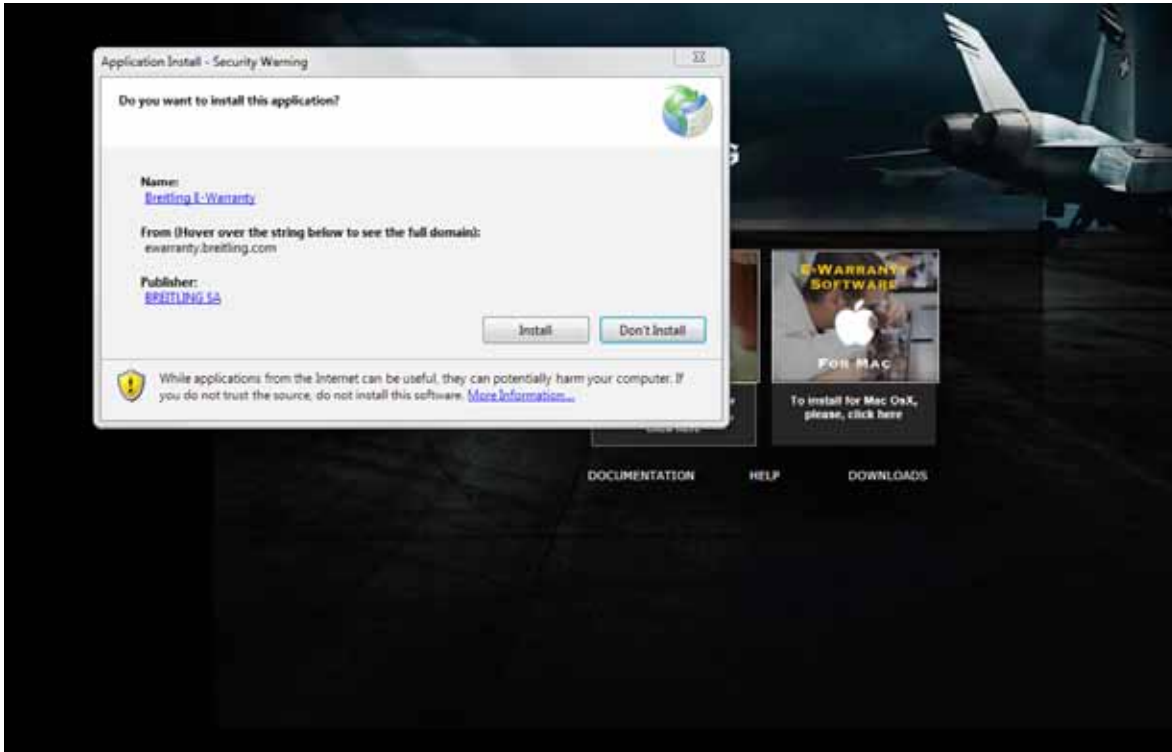 Application Install - Security Warning
Do you want to install this application?
Name:
Breitling E-Warranty
From (Hover over the string below to see the full domain):
ewarranty.breitling.com
Publisher:
BREITLING SA
Install
Don't Install
While applications from the Internet can be useful, they can potentially harm your computer. If
you do not trust the source, do not install this software. More Information...
G
E-WARRANTY
SOFTWARE
FOR MAC
To install for Mac OsX,
please, click here
click here
DOCUMENTATION
HELP
DOWNLOADS